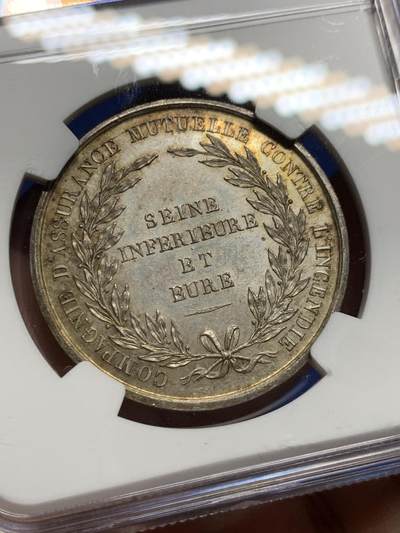 COMPAGNIE D'ASSURANCE MUTUELLE CONTRE L'INCENDIE
SEINE
INFERIEURE
ET
EURE